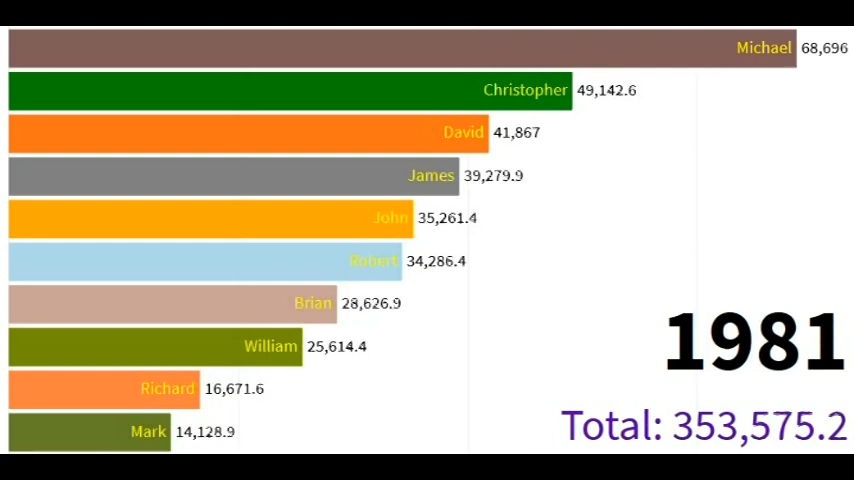 Michael 68,696
Christopher 49,142.6
David 41,867
James 39,279.9
John 35,261.4
Robert 34,286.4
Brian 28,626.9
William 25,614.4
Richard 16,671.6
Mark 14,128.9
1981
Total: 353,575.2